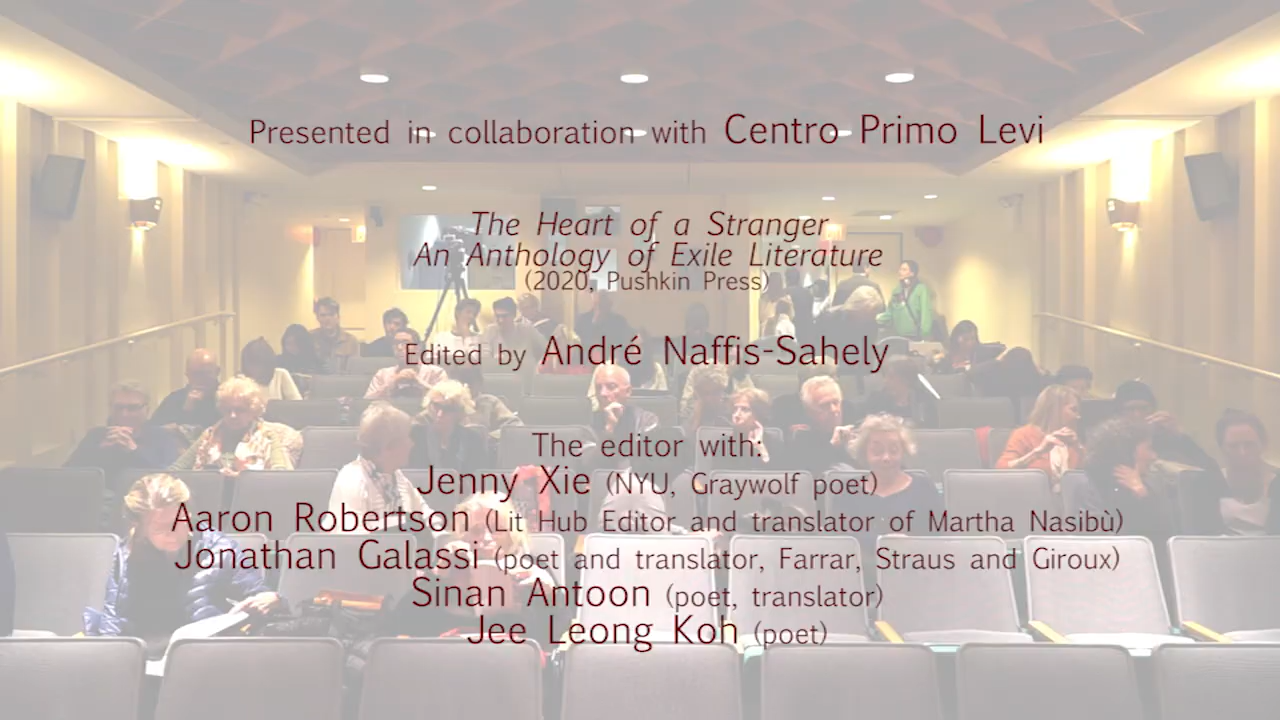 Presented in collaboration with Centro Primo Levi
The Heart of a Stranger
An Anthology of Exile Literature
(2020, Pushkin Press)
Edited by André Naffis-Sahely
The editor with:
Jenny Xie (NYU, Graywolf poet)
Aaron Robertson (Lit Hub Editor and translator of Martha Nasibù)
Jonathan Galassi (poet and translator, Farrar, Straus and Giroux)
Sinan Antoon (poet, translator)
Jee Leong Koh (poet)